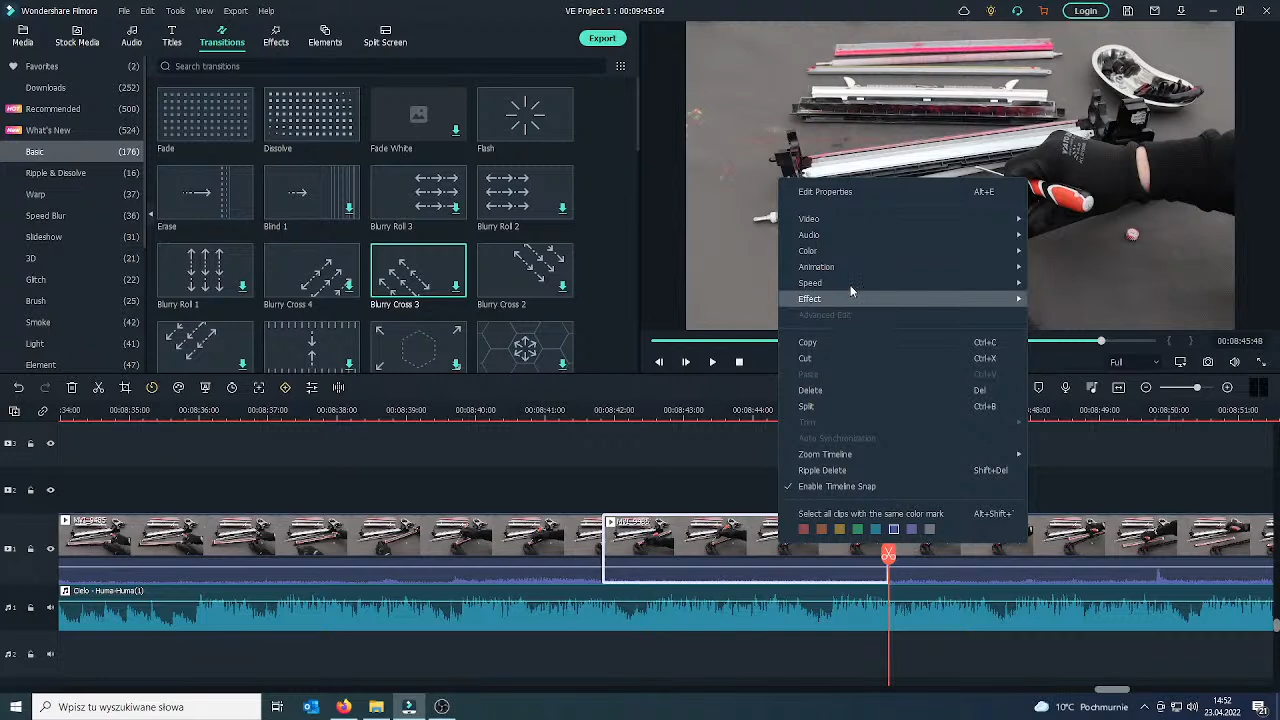 Wondershare Filmora
File
Edit
Tools
View
Export
Help
VE Project 1 : 00:09:45:04
Login
Media
Stock Media
Audio
Titles
Transitions
Effects
Elements
Split Screen
Export
Favorites (2)
Search transitions
Downloads (252)
Recommended (500)
What's New (524)
Basic (176)
Ripple & Dissolve (10)
Warp (37)
Speed Blur (36)
Slideshow (31)
3D (21)
Glitch (22)
Brush (25)
Smoke (38)
Light (41)
Element
Fade
Dissolve
Fade White
Flash
Erase
Blind 1
Blurry Roll 3
Blurry Roll 2
Blurry Roll 1
Blurry Cross 4
Blurry Cross 3
Blurry Cross 2
Edit Properties Alt+E
Video
Audio
Color
Animation
Speed
Effect
Advanced Edit
Copy Ctrl+C
Cut Ctrl+X
Paste Ctrl+V
Delete Del
Split Ctrl+B
Trim
Auto Synchronization
Zoom Timeline
Ripple Delete Shift+Del
Enable Timeline Snap
Select all clips with the same color mark Alt+Shift+`
00:08:45:48
Full
:34:00 00:08:35:00 00:08:36:00 00:08:37:00 00:08:38:00 00:08:39:00 00:08:40:00 00:08:41:00 00:08:42:00 00:08:43:00 00:08:44:00 :48:00 00:08:49:00 00:08:50:00 00:08:51:00
3
2
1
Cielo - Huma-Huma(1)
1
2
Wpisz tu wyszukiwane słowa
10°C Pochmurnie
14:52
23.04.2022